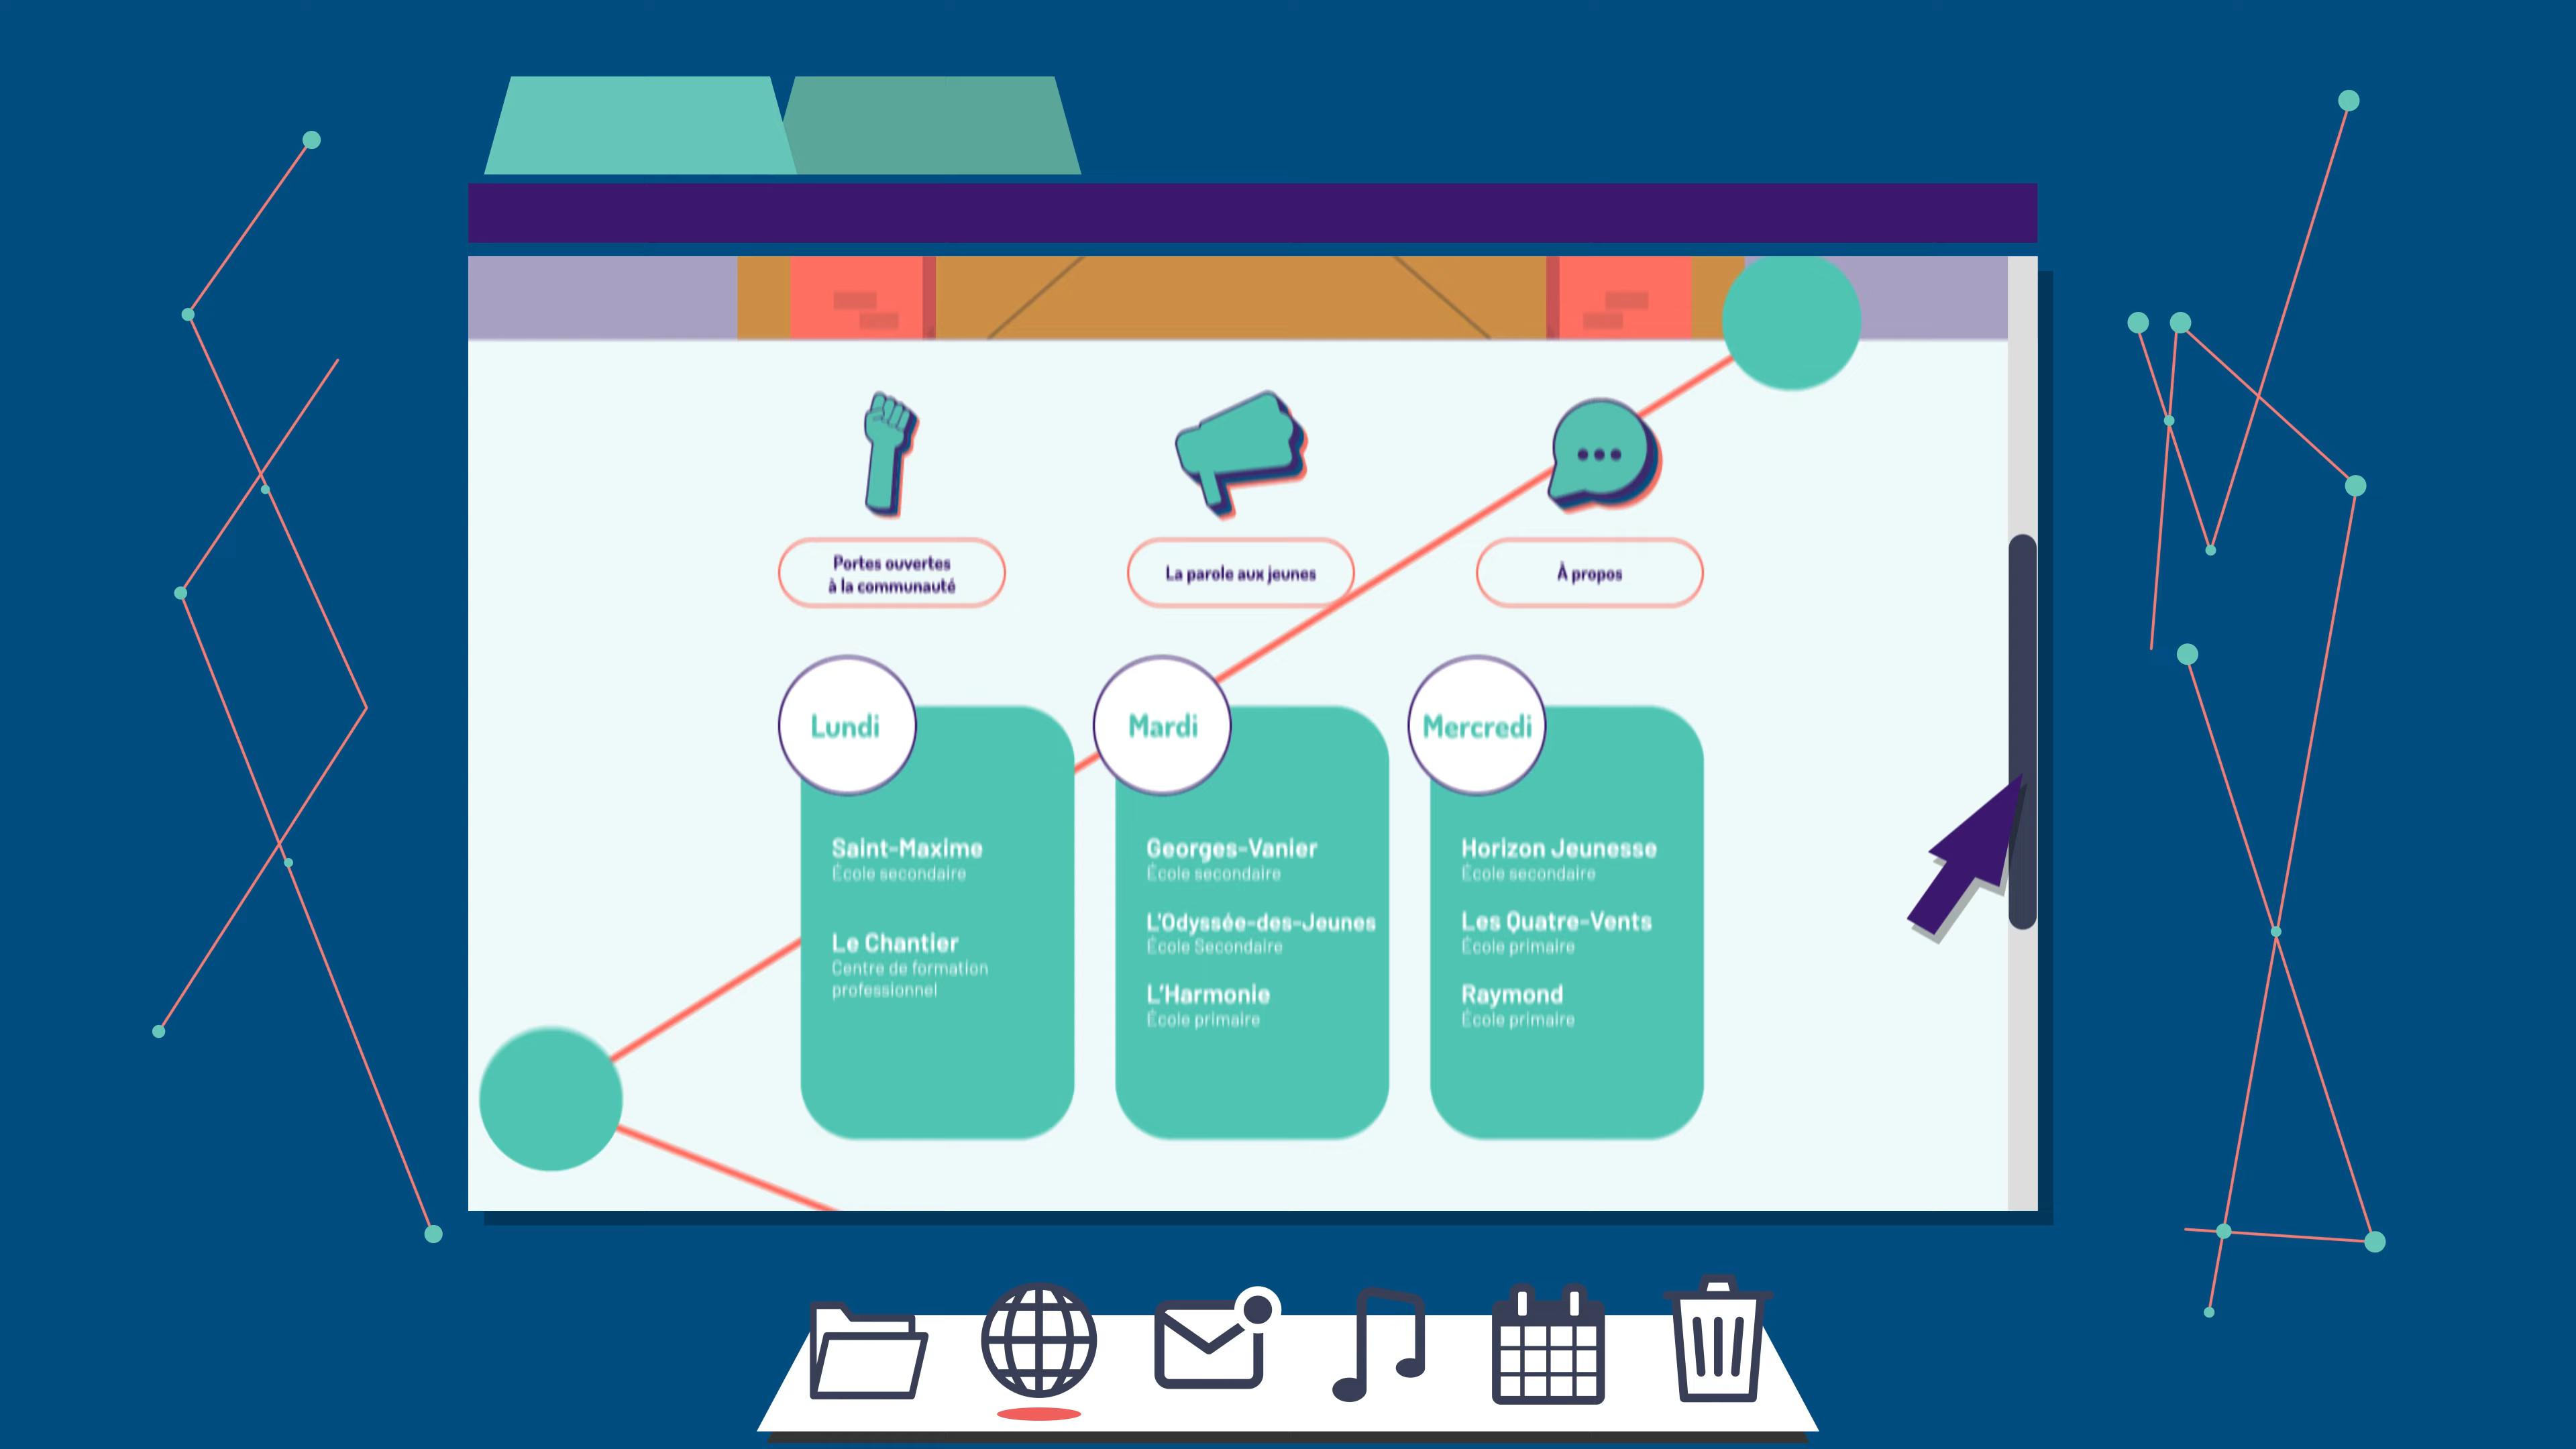 Portes ouvertes
à la communauté
La parole aux jeunes
À propos
Lundi
Saint-Maxime
École secondaire
Le Chantier
Centre de formation
professionnel
Mardi
Georges-Vanier
École secondaire
L'Odyssée-des-Jeunes
École Secondaire
L'Harmonie
École primaire
Mercredi
Horizon Jeunesse
École secondaire
Les Quatre-Vents
École primaire
Raymond
École primaire